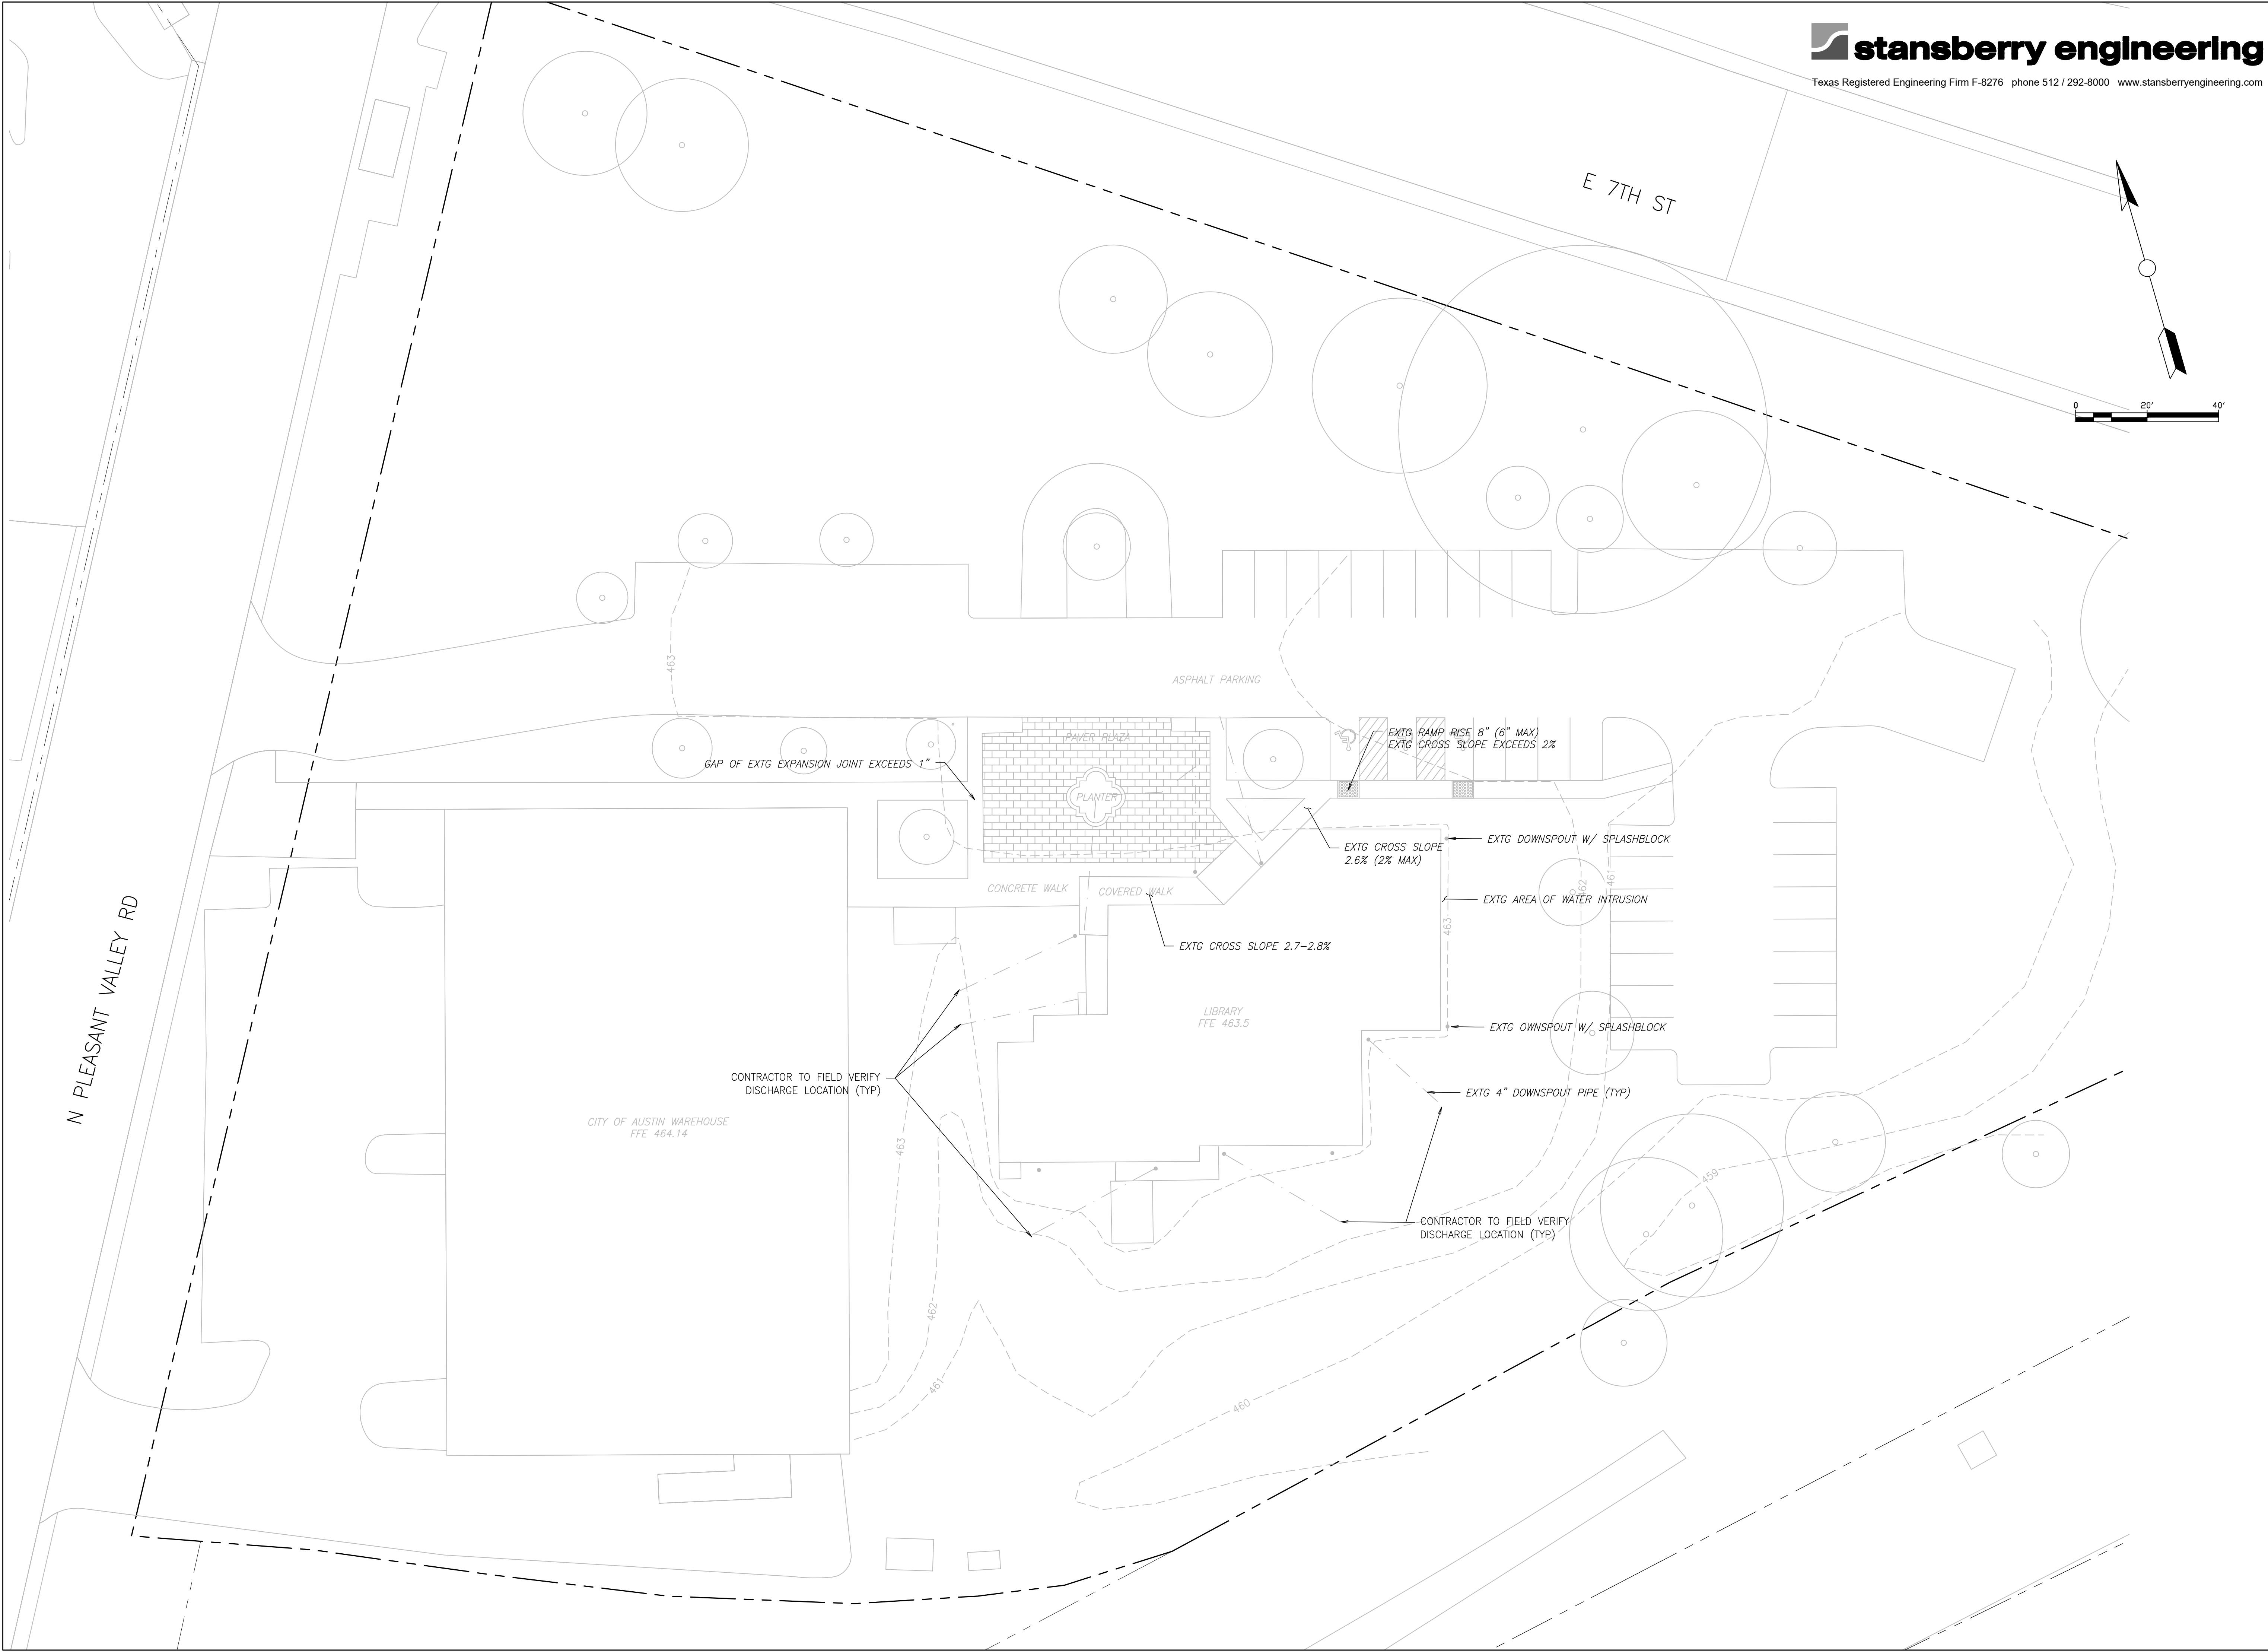 stansberry engineering
Texas Registered Engineering Firm F-8276 phone 512 / 292-8000 www.stansberryengineering.com
E 7TH ST
0 20' 40'
463
ASPHALT PARKING
PAVER PLAZA
EXTG RAMP RISE 8" (6" MAX)
EXTG CROSS SLOPE EXCEEDS 2%
GAP OF EXTG EXPANSION JOINT EXCEEDS 1"
PLANTER
EXTG DOWNSPOUT W/ SPLASHBLOCK
EXTG CROSS SLOPE
2.6% (2% MAX)
CONCRETE WALK
COVERED WALK
462
461
EXTG AREA OF WATER INTRUSION
463
EXTG CROSS SLOPE 2.7-2.8%
N PLEASANT VALLEY RD
LIBRARY
FFE 463.5
EXTG OWNSPOUT W/ SPLASHBLOCK
CONTRACTOR TO FIELD VERIFY
DISCHARGE LOCATION (TYP)
EXTG 4" DOWNSPOUT PIPE (TYP)
CITY OF AUSTIN WAREHOUSE
FFE 464.14
463
459
CONTRACTOR TO FIELD VERIFY
DISCHARGE LOCATION (TYP)
462
461
460